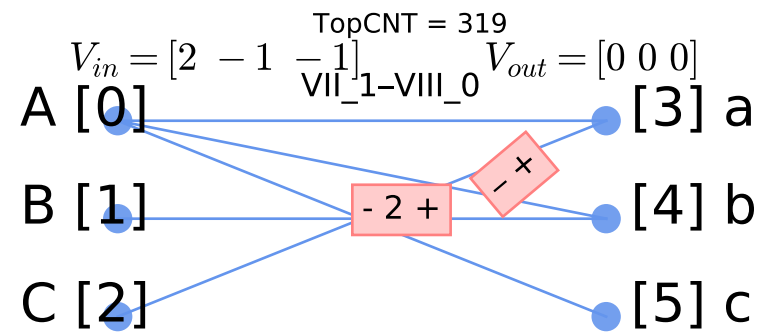 TopCNT = 319
V_in = [2 −1 −1] V_out = [0 0 0]
VII_1–VIII_0
A [0] [3] a
- +
B [1] - 2 + [4] b
C [2] [5] c